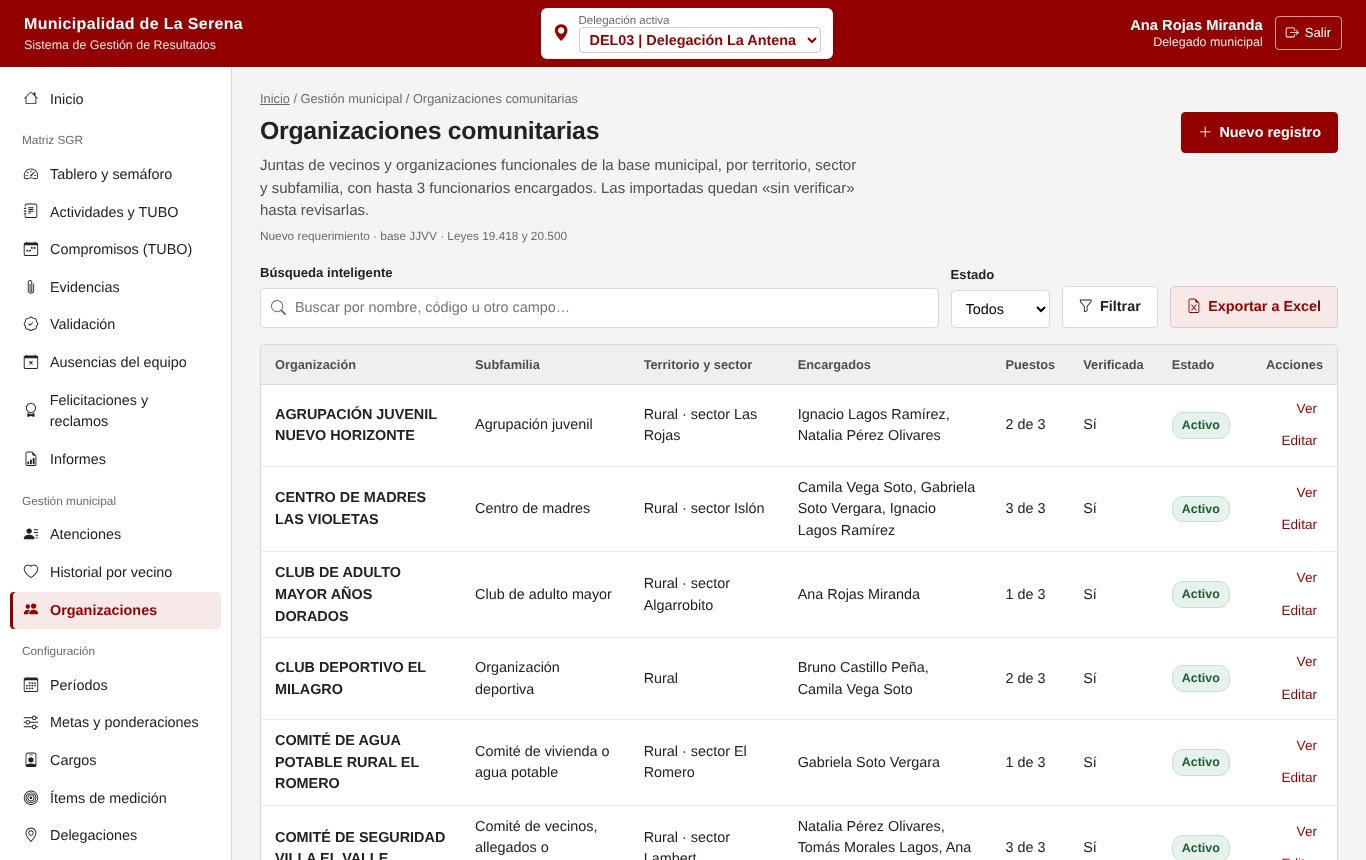 Municipalidad de La Serena
Sistema de Gestión de Resultados
Delegación activa
DEL03 | Delegación La Antena
Ana Rojas Miranda
Delegado municipal
Salir
Inicio
Matriz SGR
Tablero y semáforo
Actividades y TUBO
Compromisos (TUBO)
Evidencias
Validación
Ausencias del equipo
Felicitaciones y
reclamos
Informes
Gestión municipal
Atenciones
Historial por vecino
Organizaciones
Configuración
Períodos
Metas y ponderaciones
Cargos
Ítems de medición
Delegaciones
Inicio / Gestión municipal / Organizaciones comunitarias
Organizaciones comunitarias
Nuevo registro
Juntas de vecinos y organizaciones funcionales de la base municipal, por territorio, sector
y subfamilia, con hasta 3 funcionarios encargados. Las importadas quedan «sin verificar»
hasta revisarlas.
Nuevo requerimiento · base JJVV · Leyes 19.418 y 20.500
Búsqueda inteligente
Buscar por nombre, código u otro campo…
Estado
Todos
Filtrar
Exportar a Excel
Organización Subfamilia Territorio y sector Encargados Puestos Verificada Estado Acciones
AGRUPACIÓN JUVENIL
NUEVO HORIZONTE
Agrupación juvenil
Rural · sector Las
Rojas
Ignacio Lagos Ramírez,
Natalia Pérez Olivares
2 de 3
Sí
Activo
Ver
Editar
CENTRO DE MADRES
LAS VIOLETAS
Centro de madres
Rural · sector Islón
Camila Vega Soto, Gabriela
Soto Vergara, Ignacio
Lagos Ramírez
3 de 3
Sí
Activo
Ver
Editar
CLUB DE ADULTO
MAYOR AÑOS
DORADOS
Club de adulto mayor
Rural · sector
Algarrobito
Ana Rojas Miranda
1 de 3
Sí
Activo
Ver
Editar
CLUB DEPORTIVO EL
MILAGRO
Organización
deportiva
Rural
Bruno Castillo Peña,
Camila Vega Soto
2 de 3
Sí
Activo
Ver
Editar
COMITÉ DE AGUA
POTABLE RURAL EL
ROMERO
Comité de vivienda o
agua potable
Rural · sector El
Romero
Gabriela Soto Vergara
1 de 3
Sí
Activo
Ver
Editar
COMITÉ DE SEGURIDAD
VILLA EL VALLE
Comité de vecinos,
allegados o
Rural · sector
Lambert
Natalia Pérez Olivares,
Tomás Morales Lagos, Ana
3 de 3
Sí
Activo
Ver
Editar